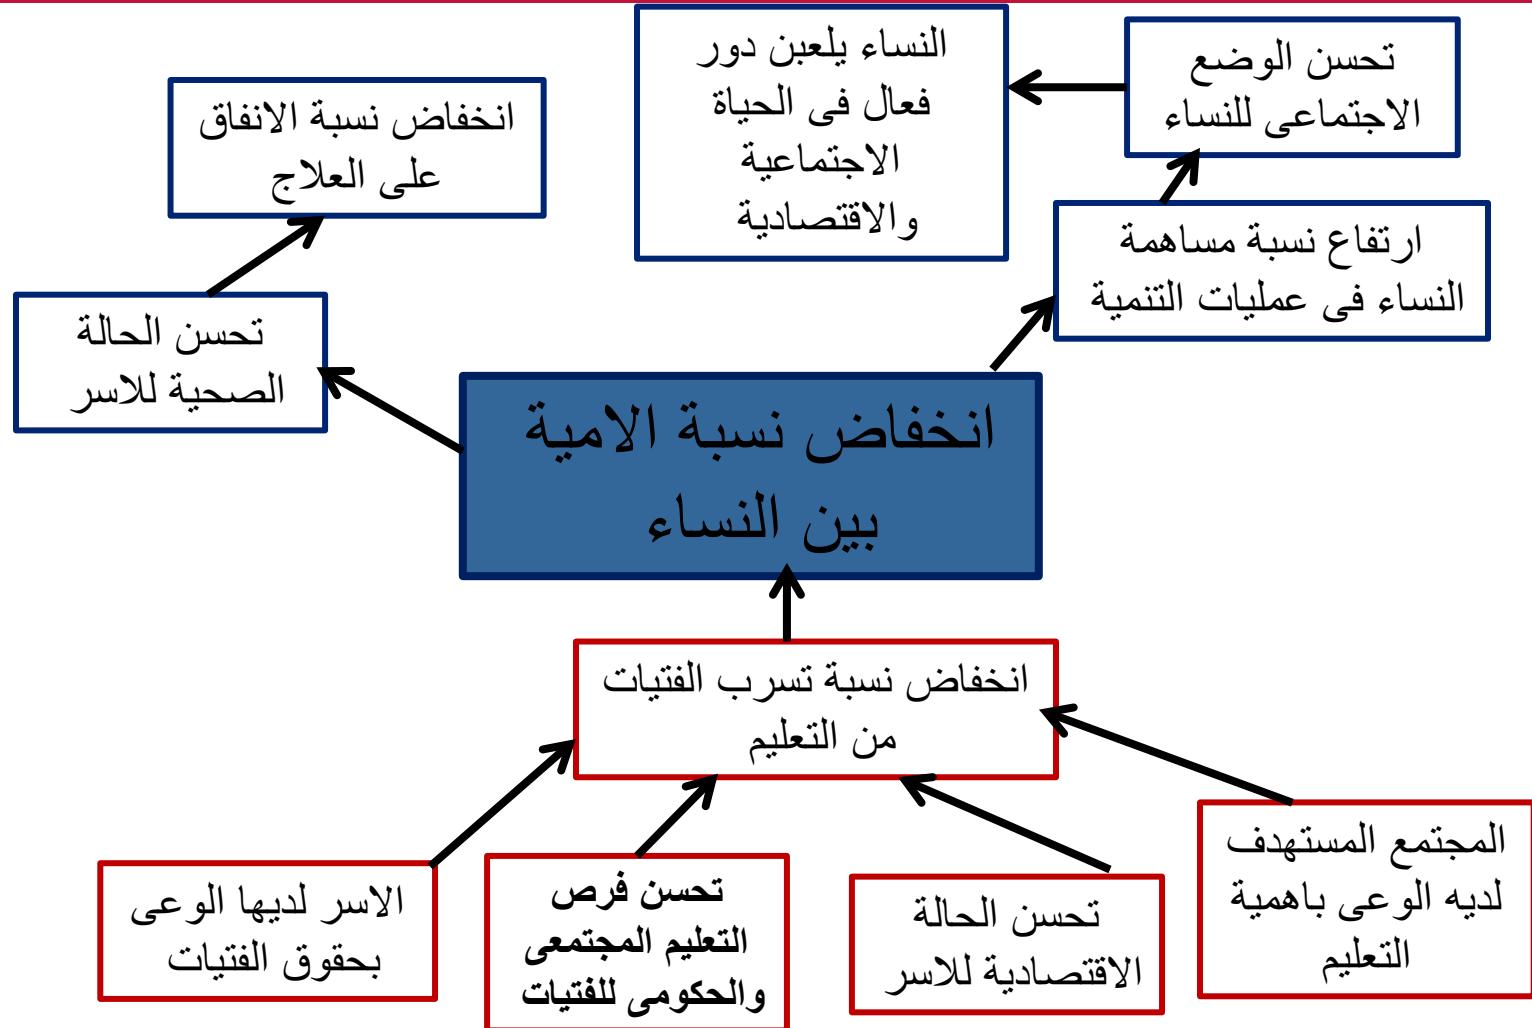 تحسن الوضع
الاجتماعى للنساء
النساء يلعبن دور
فعال فى الحياة
الاجتماعية
والاقتصادية
انخفاض نسبة الانفاق
على العلاج
ارتفاع نسبة مساهمة
النساء فى عمليات التنمية
تحسن الحالة
الصحية للاسر
انخفاض نسبة الامية
بين النساء
انخفاض نسبة تسرب الفتيات
من التعليم
المجتمع المستهدف
لديه الوعى باهمية
التعليم
تحسن الحالة
الاقتصادية للاسر
تحسن فرص
التعليم المجتمعى
والحكومى للفتيات
الاسر لديها الوعى
بحقوق الفتيات